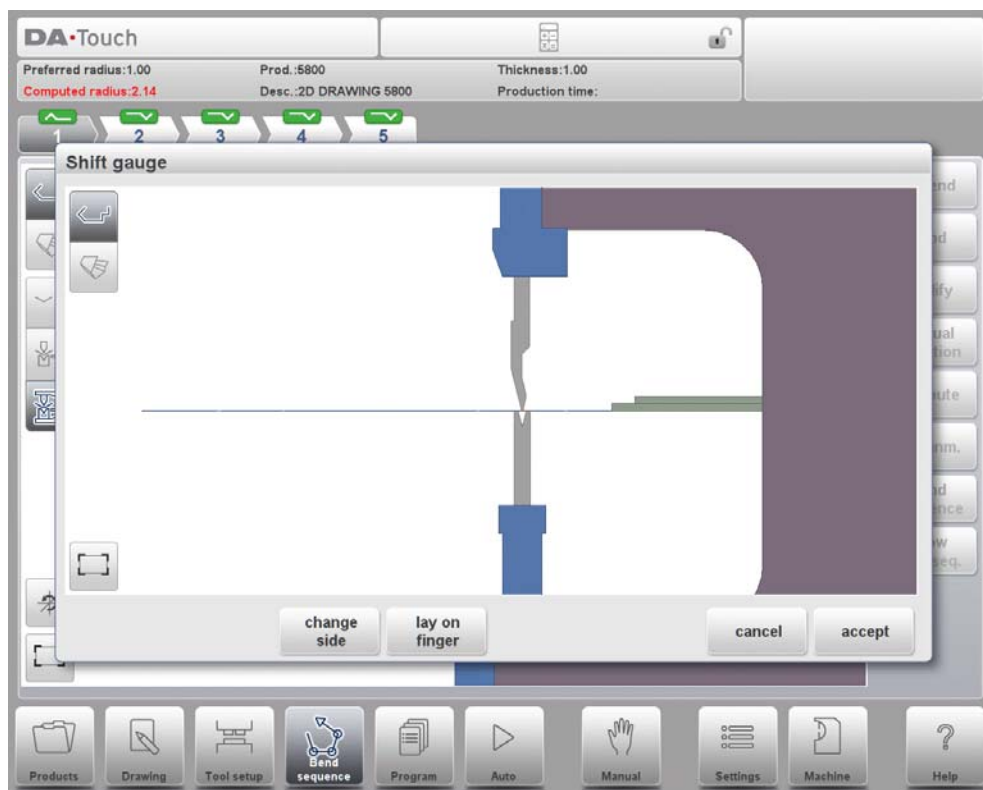 DA·Touch
Preferred radius:1.00 Prod.:5800 Thickness:1.00
Computed radius:2.14 Desc.:2D DRAWING 5800 Production time:
1 2 3 4 5
Shift gauge
change side
lay on finger
cancel
accept
Products
Drawing
Tool setup
Bend sequence
Program
Auto
Manual
Settings
Machine
Help